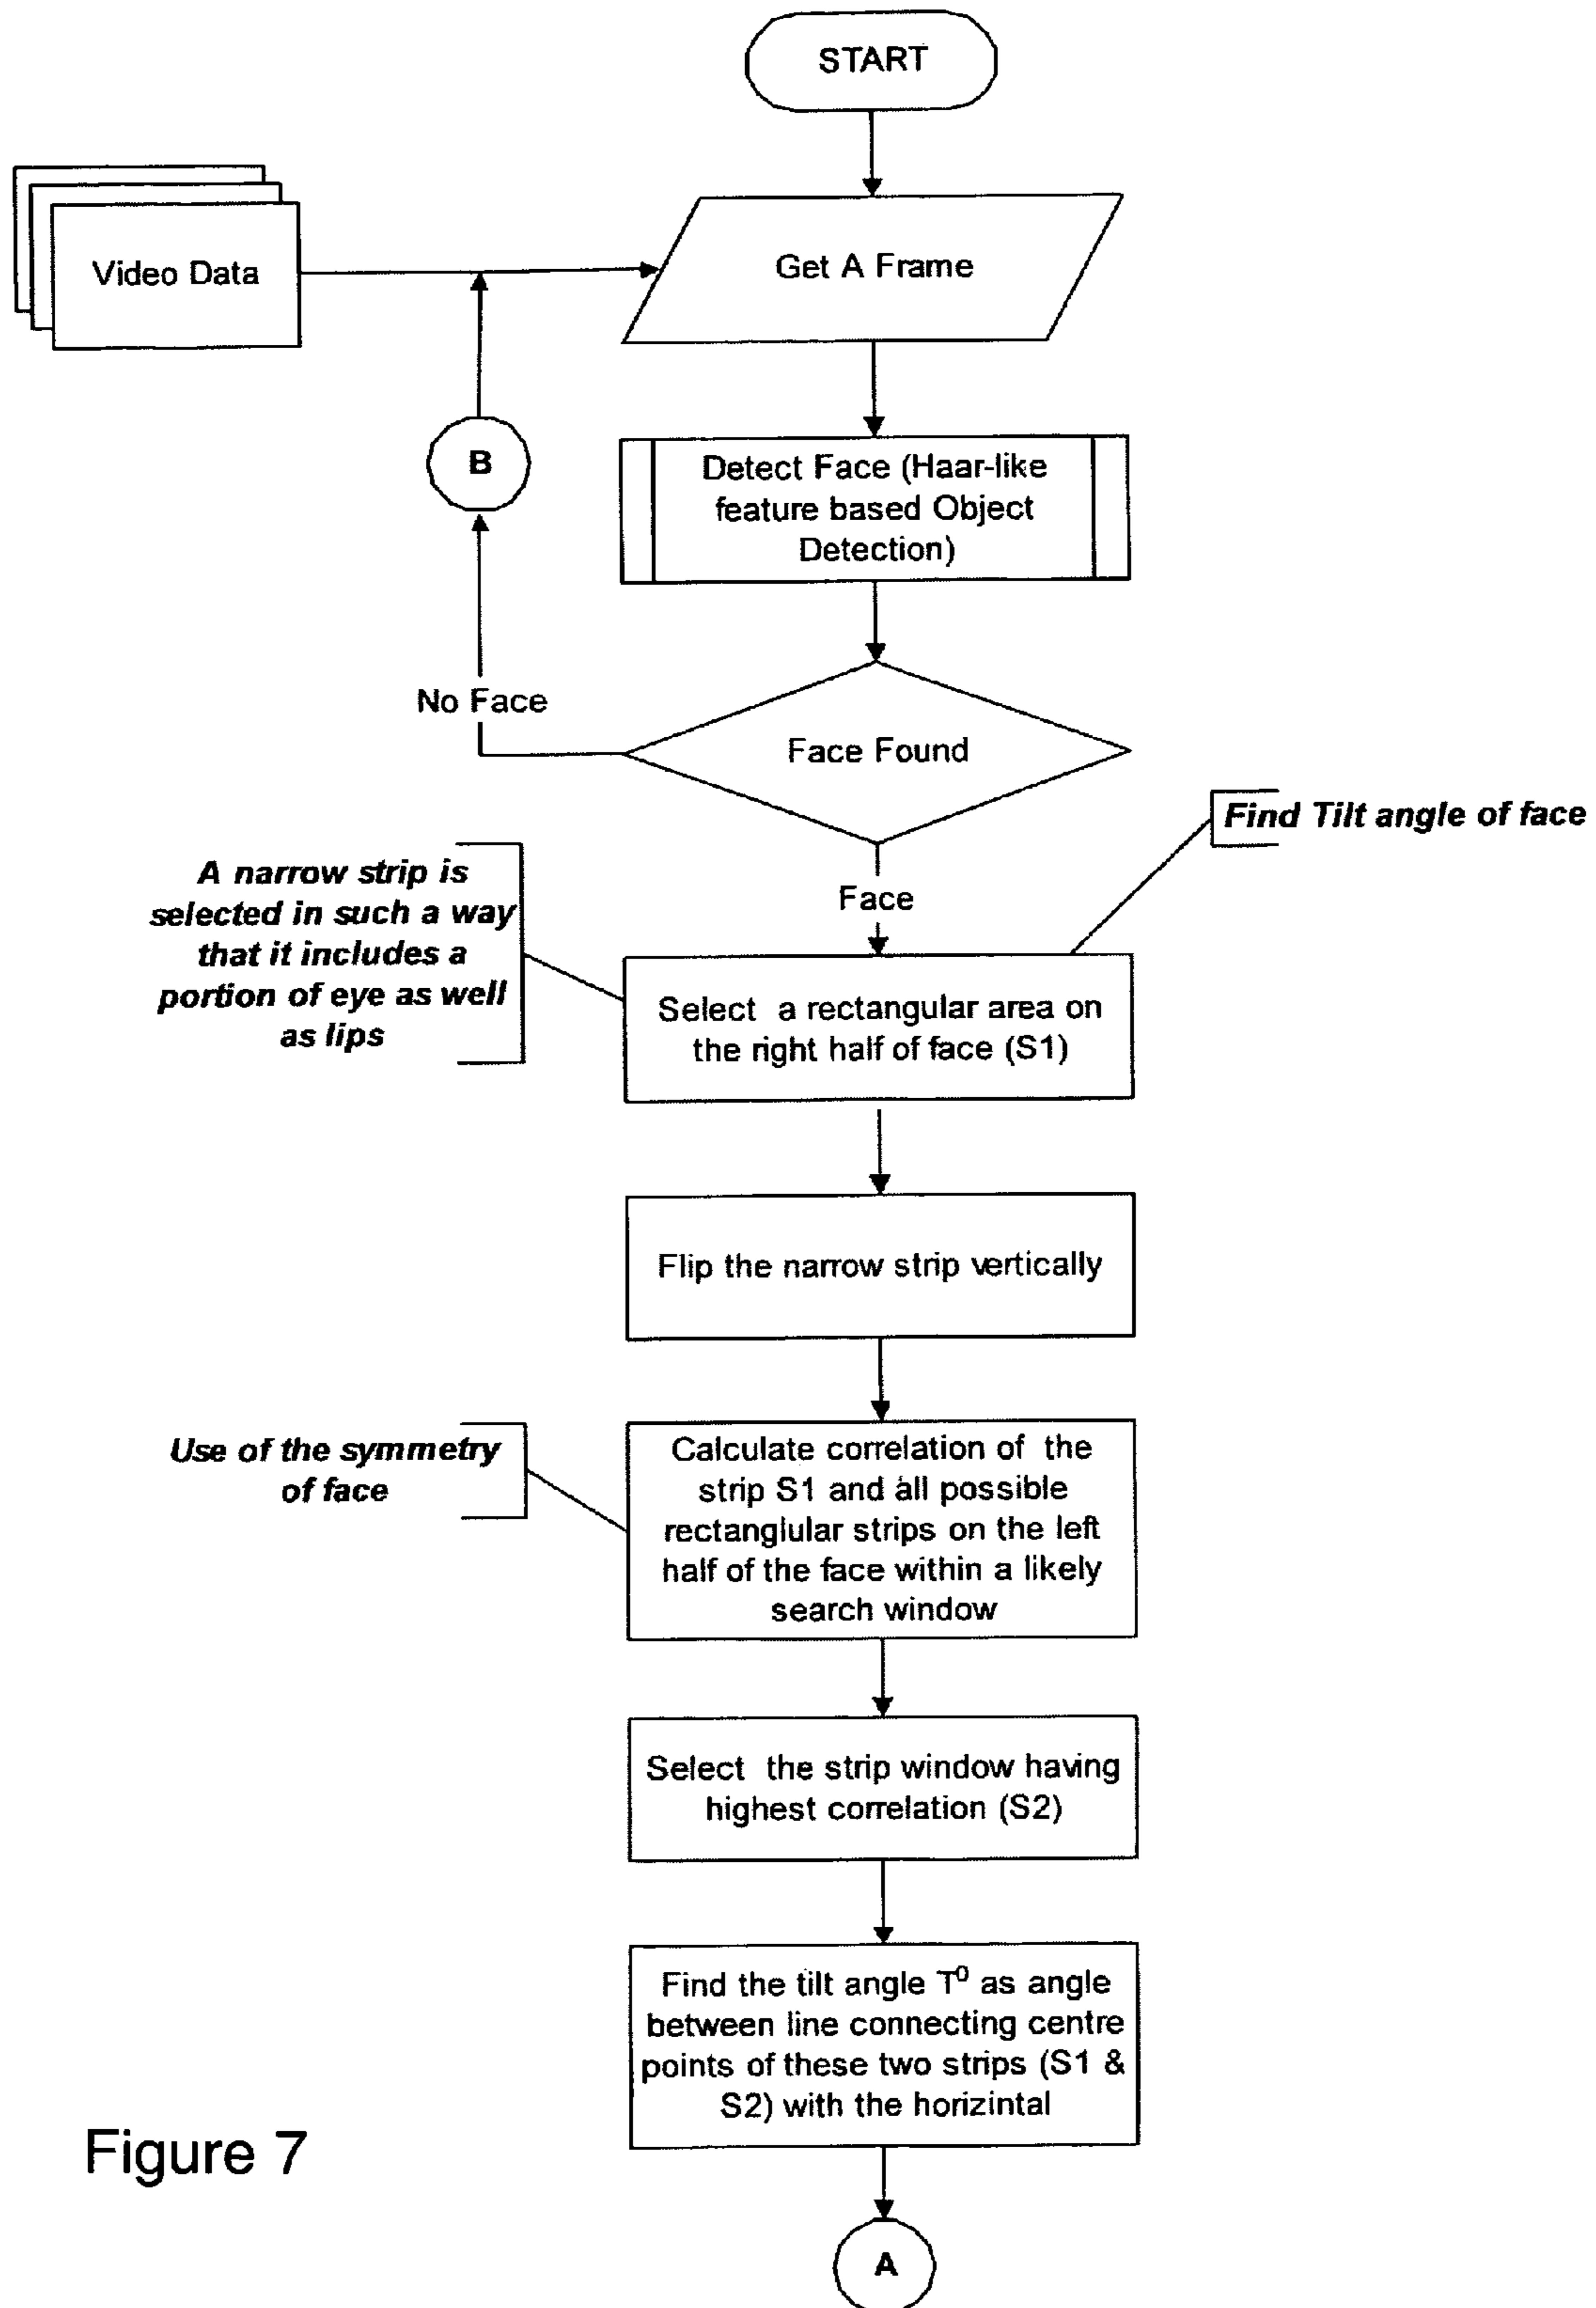 START
Video Data
Get A Frame
B
Detect Face (Haar-like
feature based Object
Detection)
No Face
Face Found
Find Tilt angle of face
A narrow strip is
selected in such a way
that it includes a
portion of eye as well
as lips
Face
Select a rectangular area on
the right half of face (S1)
Flip the narrow strip vertically
Use of the symmetry
of face
Calculate correlation of the
strip S1 and all possible
rectanglular strips on the left
half of the face within a likely
search window
Select the strip window having
highest correlation (S2)
Find the tilt angle T⁰ as angle
between line connecting centre
points of these two strips (S1 &
S2) with the horizintal
Figure 7
A